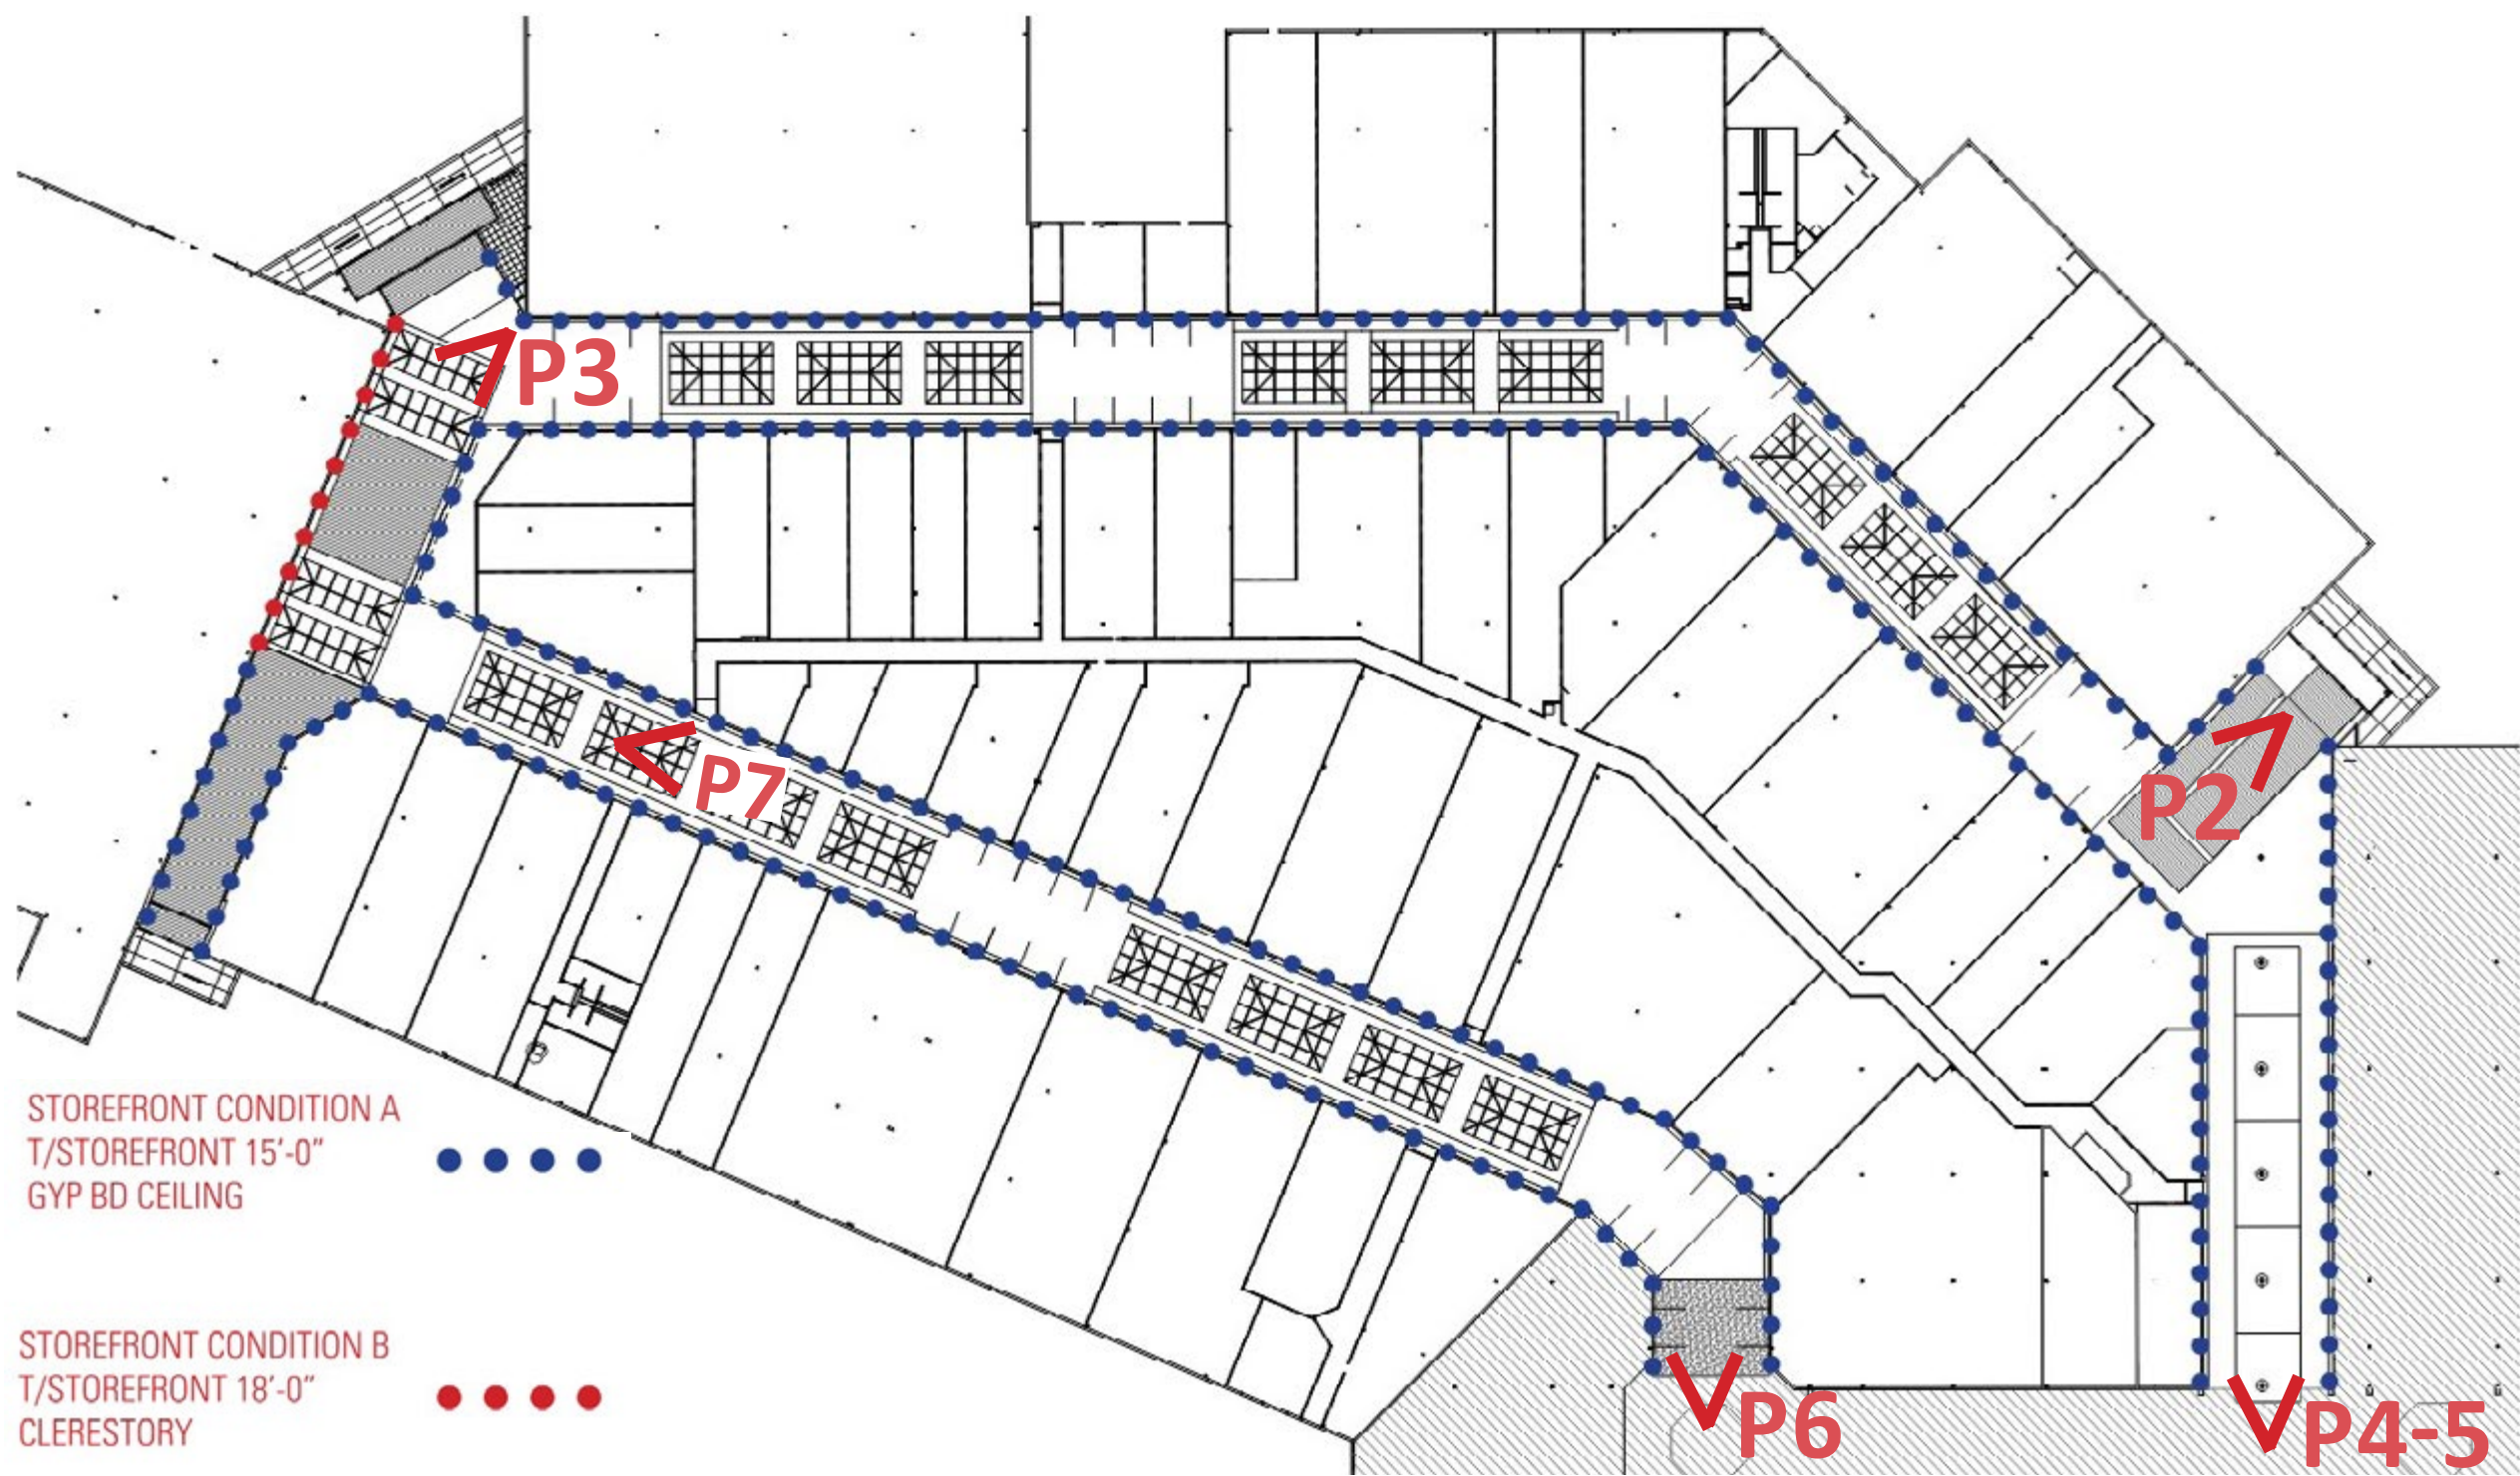 P3
P7
P2
STOREFRONT CONDITION A
T/STOREFRONT 15'-0"
GYP BD CEILING
STOREFRONT CONDITION B
T/STOREFRONT 18'-0"
CLERESTORY
P6
P4-5